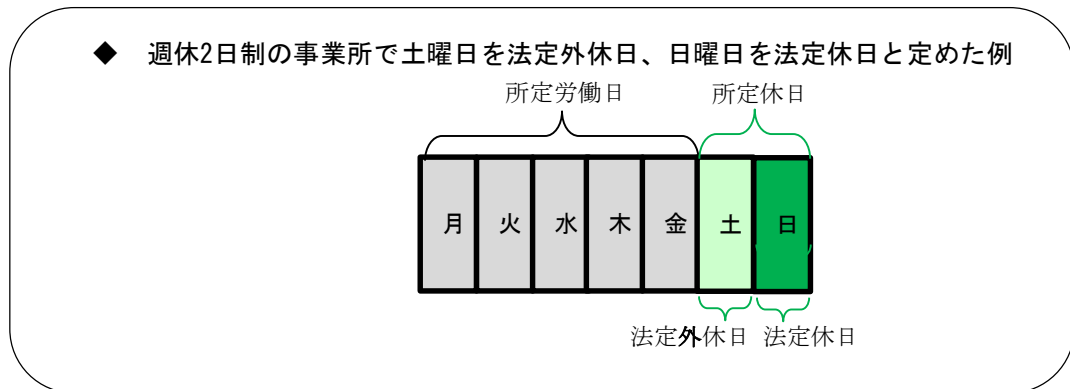 ◆ 週休2日制の事業所で土曜日を法定外休日、日曜日を法定休日と定めた例
所定労働日 所定休日
月 火 水 木 金 土 日
法定外休日 法定休日